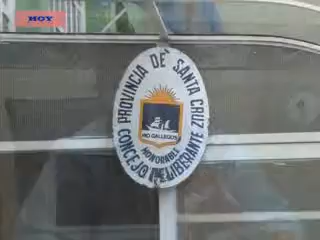 HOY
PROVINCIA DE SANTA CRUZ
RIO GALLEGOS
HONORABLE
CONCEJO DELIBERANTE